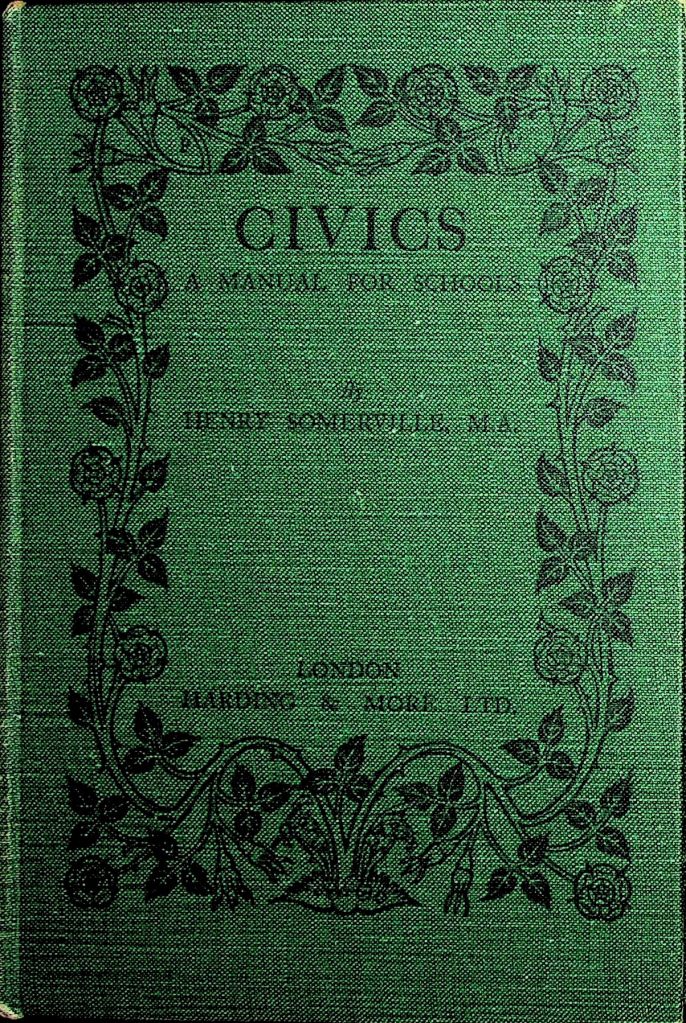 CIVICS
A MANUAL FOR SCHOOLS
By
HENRY SOMERVILLE, M.A.
LONDON
HARDING & MORE LTD.